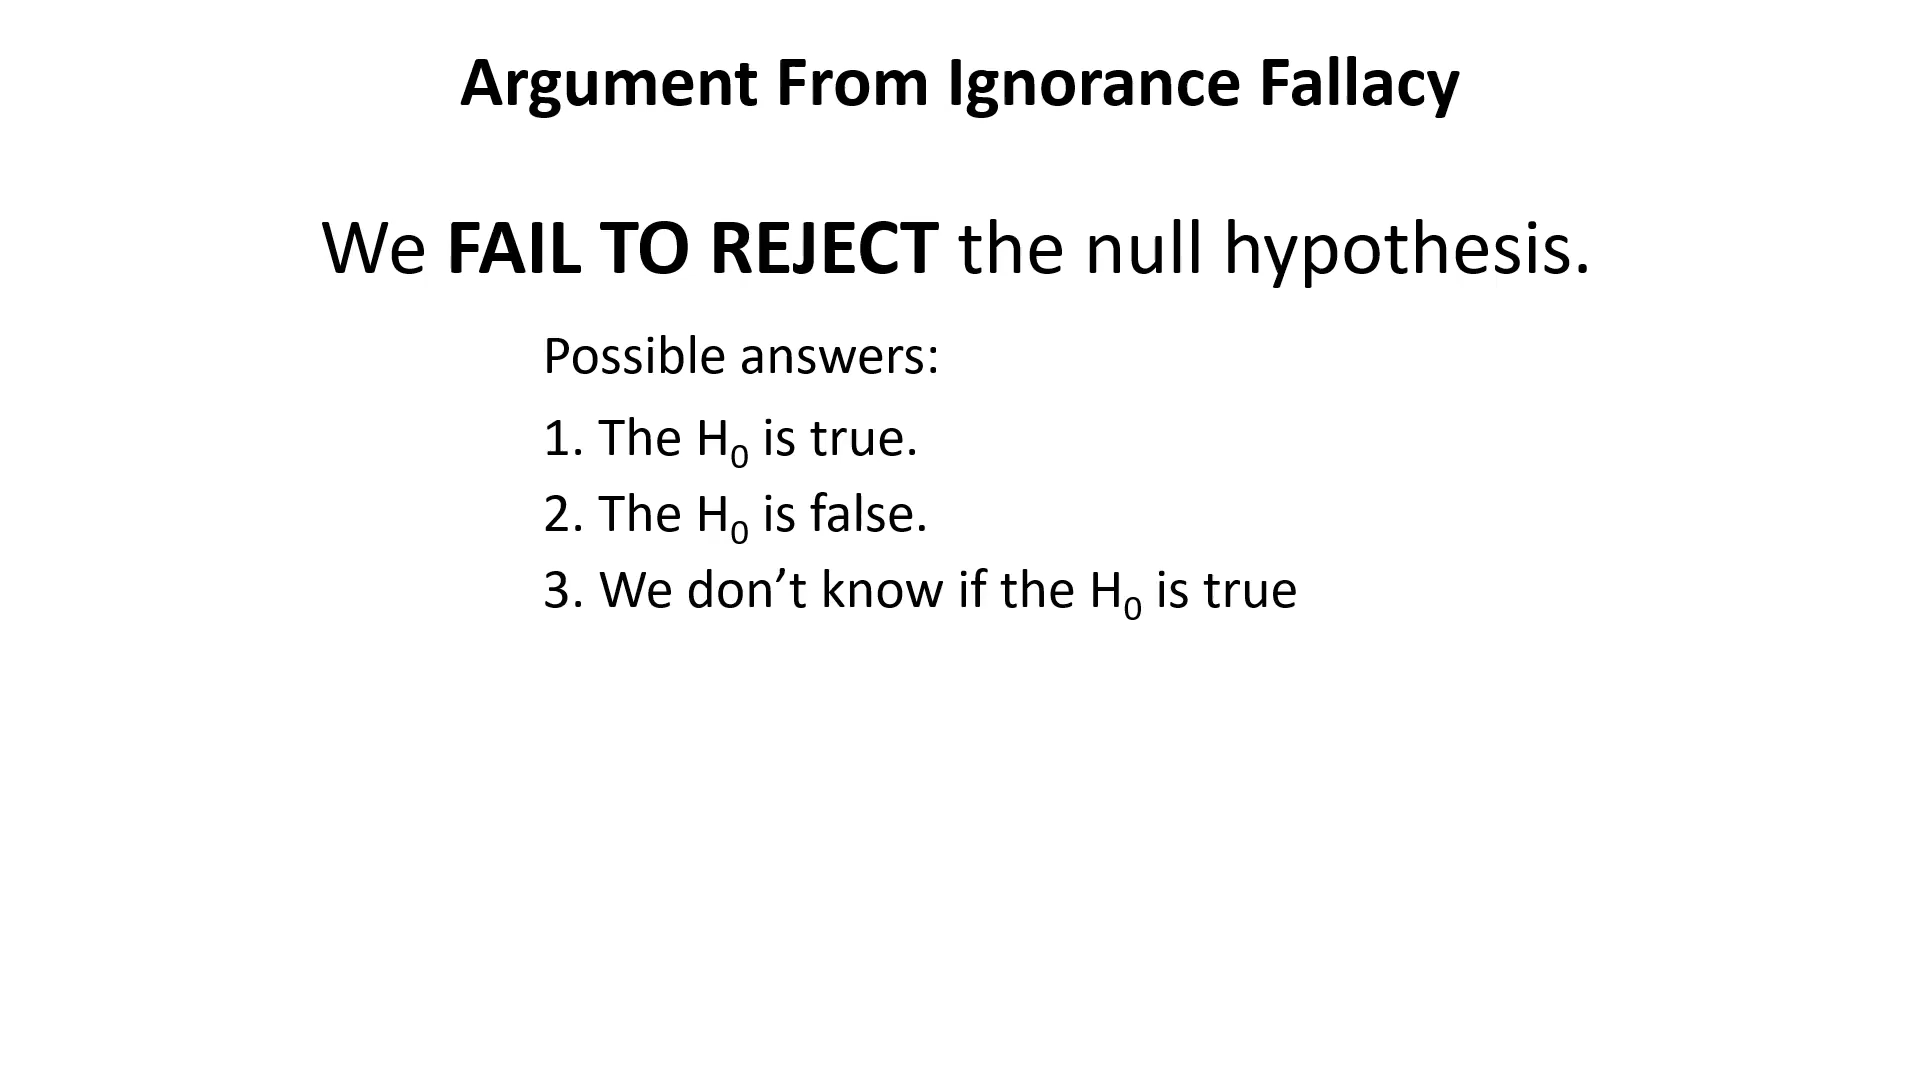 Argument From Ignorance Fallacy
We FAIL TO REJECT the null hypothesis.
Possible answers:
1. The H₀ is true.
2. The H₀ is false.
3. We don’t know if the H₀ is true